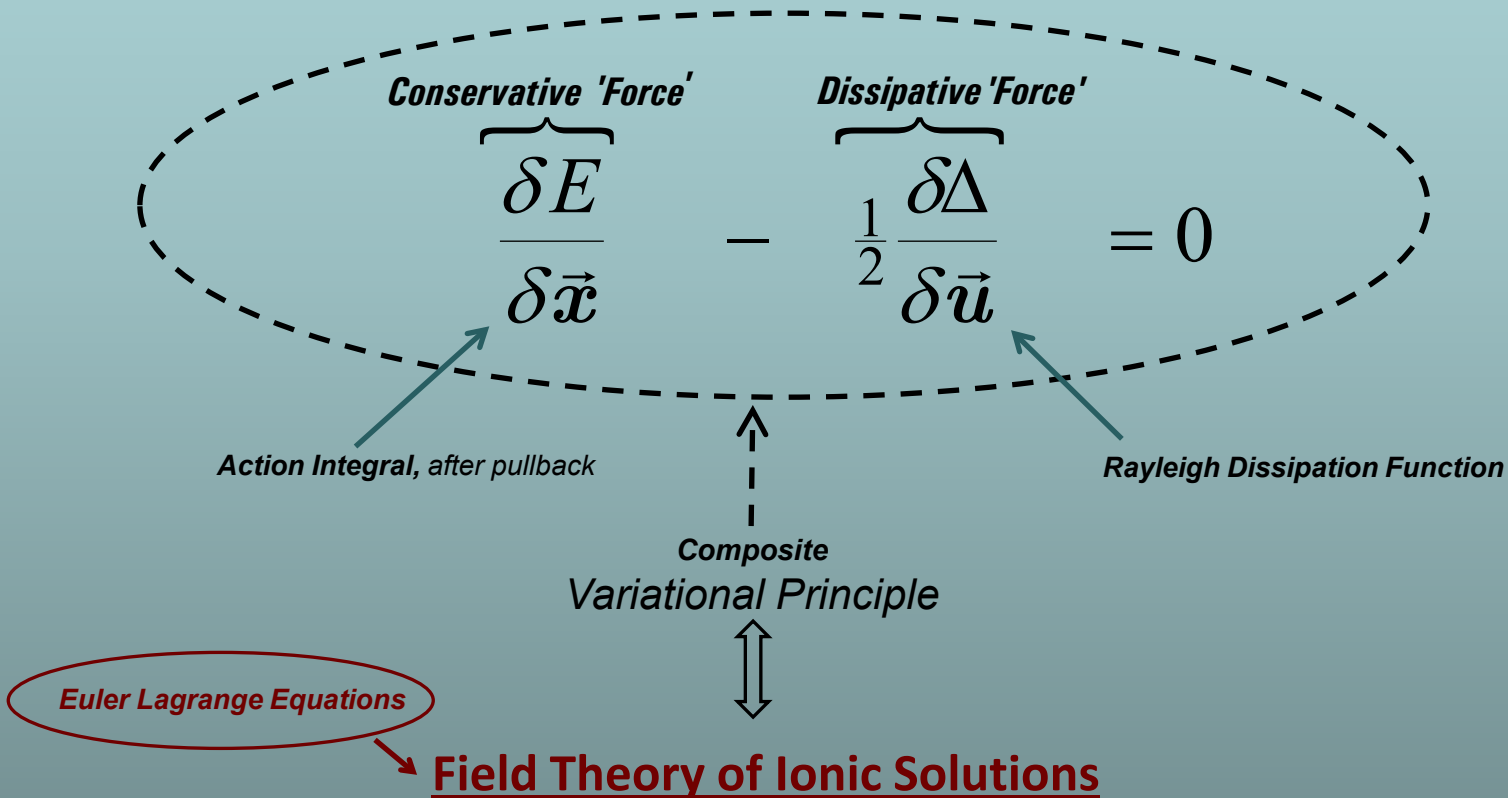 Conservative 'Force' Dissipative 'Force'
δE/δx⃗ − ½ δΔ/δu⃗ = 0
Action Integral, after pullback Rayleigh Dissipation Function
Composite
Variational Principle
Euler Lagrange Equations
Field Theory of Ionic Solutions